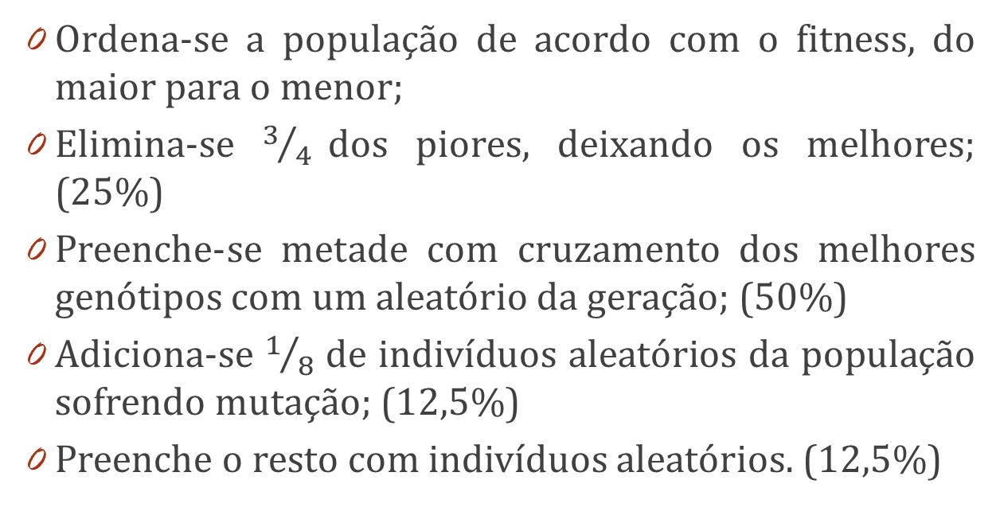 Ordena-se a população de acordo com o fitness, do
maior para o menor;
Elimina-se ³⁄₄ dos piores, deixando os melhores;
(25%)
Preenche-se metade com cruzamento dos melhores
genótipos com um aleatório da geração; (50%)
Adiciona-se ¹⁄₈ de indivíduos aleatórios da população
sofrendo mutação; (12,5%)
Preenche o resto com indivíduos aleatórios. (12,5%)